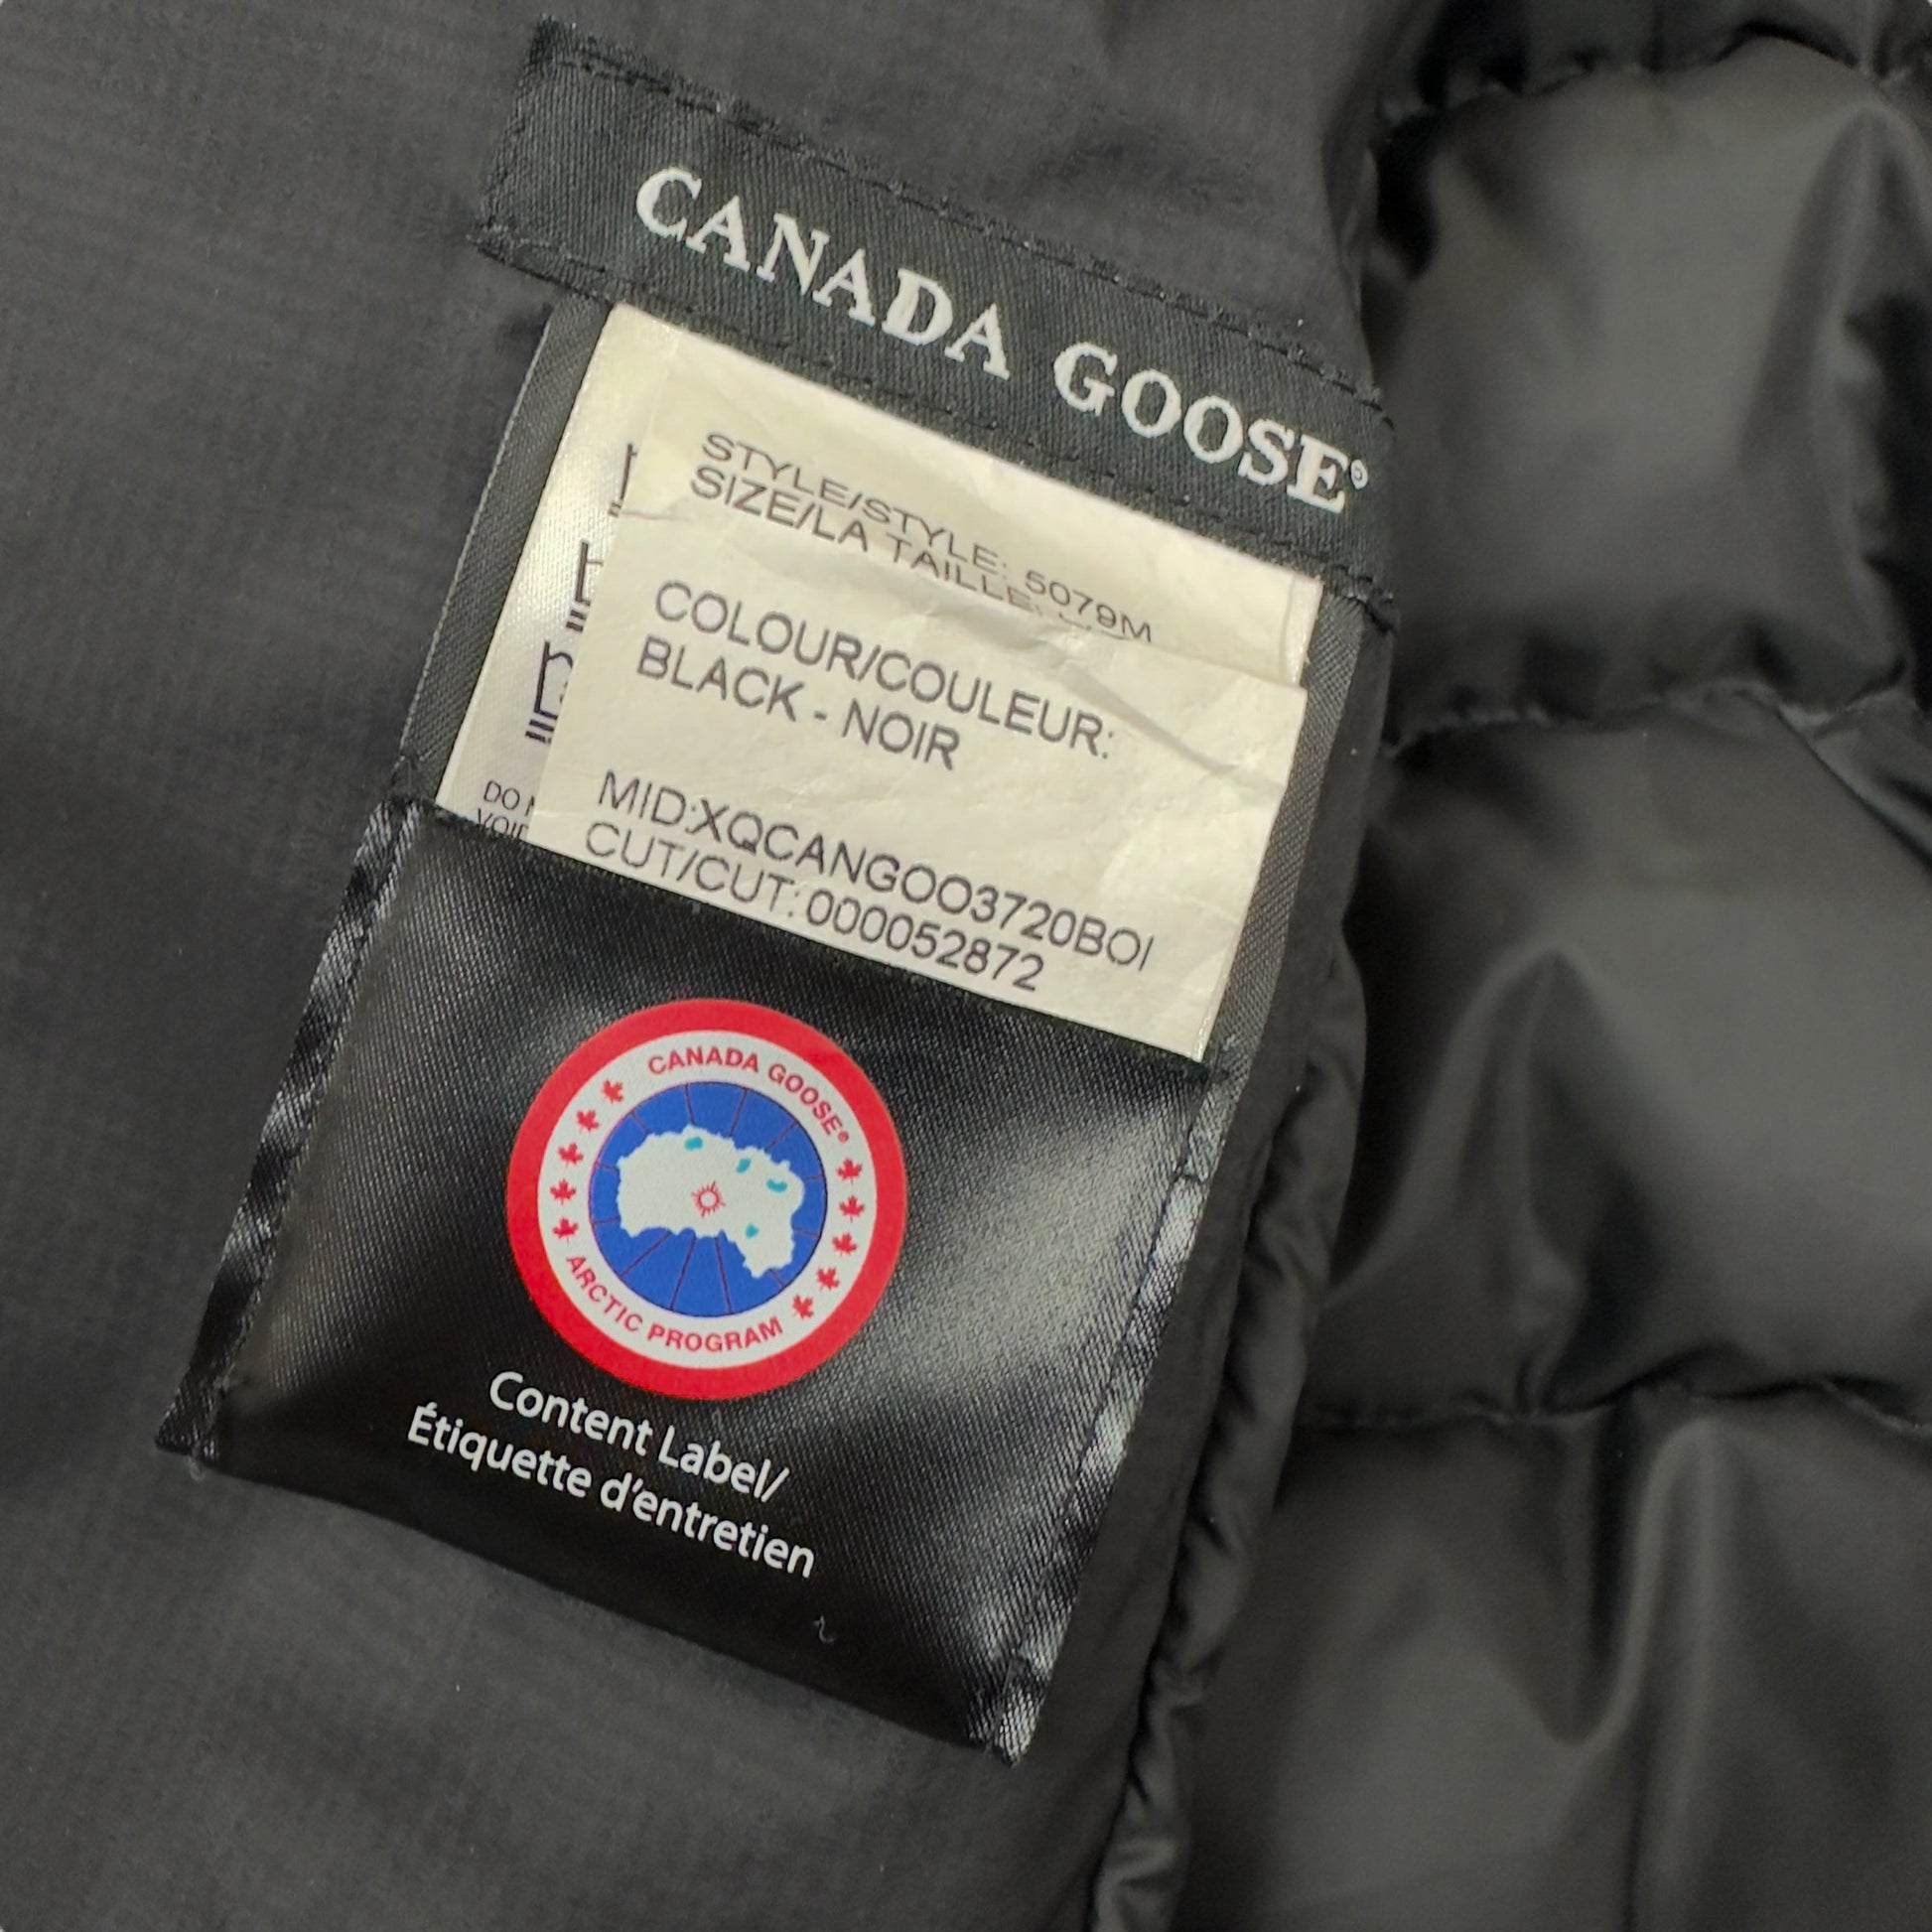 CANADA GOOSE®
STYLE/STYLE: 5079M
SIZE/LA TAILLE:
COLOUR/COULEUR:
BLACK - NOIR
MID:XQCANGOO3720BOI
CUT/CUT: 000052872
DO
CANADA GOOSE®
ARCTIC PROGRAM
Content Label/
Étiquette d'entretien